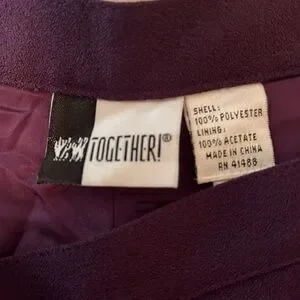 TOGETHER!®
SHELL:
100% POLYESTER
LINING:
100% ACETATE
MADE IN CHINA
RN 41488